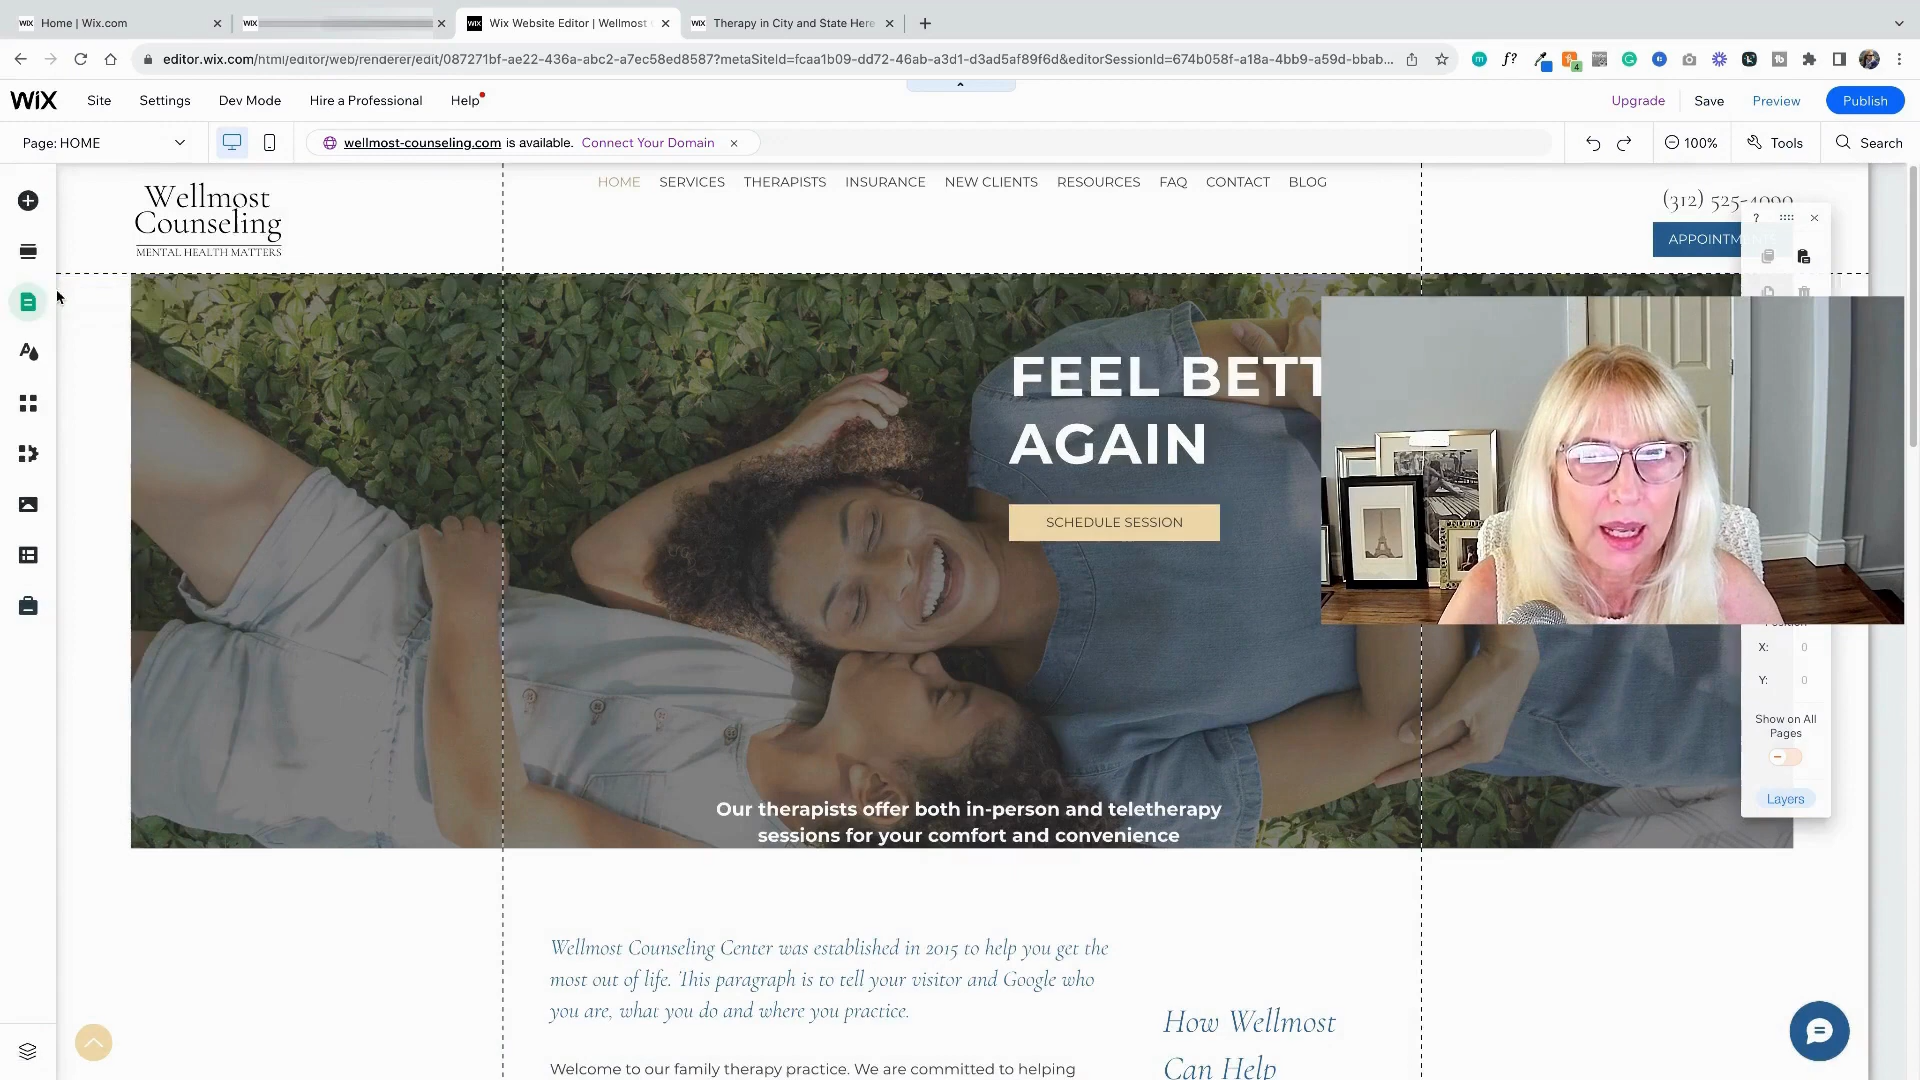 Home | Wix.com
Wix Website Editor | Wellmost
Therapy in City and State Here
editor.wix.com/html/editor/web/renderer/edit/087271bf-ae22-436a-abc2-a7ec58ed8587?metaSiteId=fcaa1b09-dd72-46ab-a3d1-d3ad5af89f6d&editorSessionId=674b058f-a18a-4bb9-a59d-bbab...
WIX Site Settings Dev Mode Hire a Professional Help Upgrade Save Preview Publish
Page: HOME wellmost-counseling.com is available. Connect Your Domain 100% Tools Search
Wellmost
Counseling
MENTAL HEALTH MATTERS
HOME SERVICES THERAPISTS INSURANCE NEW CLIENTS RESOURCES FAQ CONTACT BLOG
(312) 525-4090
FEEL BETT
AGAIN
SCHEDULE SESSION
X: 0
Y: 0
Show on All
Pages
Layers
Our therapists offer both in-person and teletherapy
sessions for your comfort and convenience
Wellmost Counseling Center was established in 2015 to help you get the
most out of life. This paragraph is to tell your visitor and Google who
you are, what you do and where you practice.
How Wellmost
Can Help
Welcome to our family therapy practice. We are committed to helping